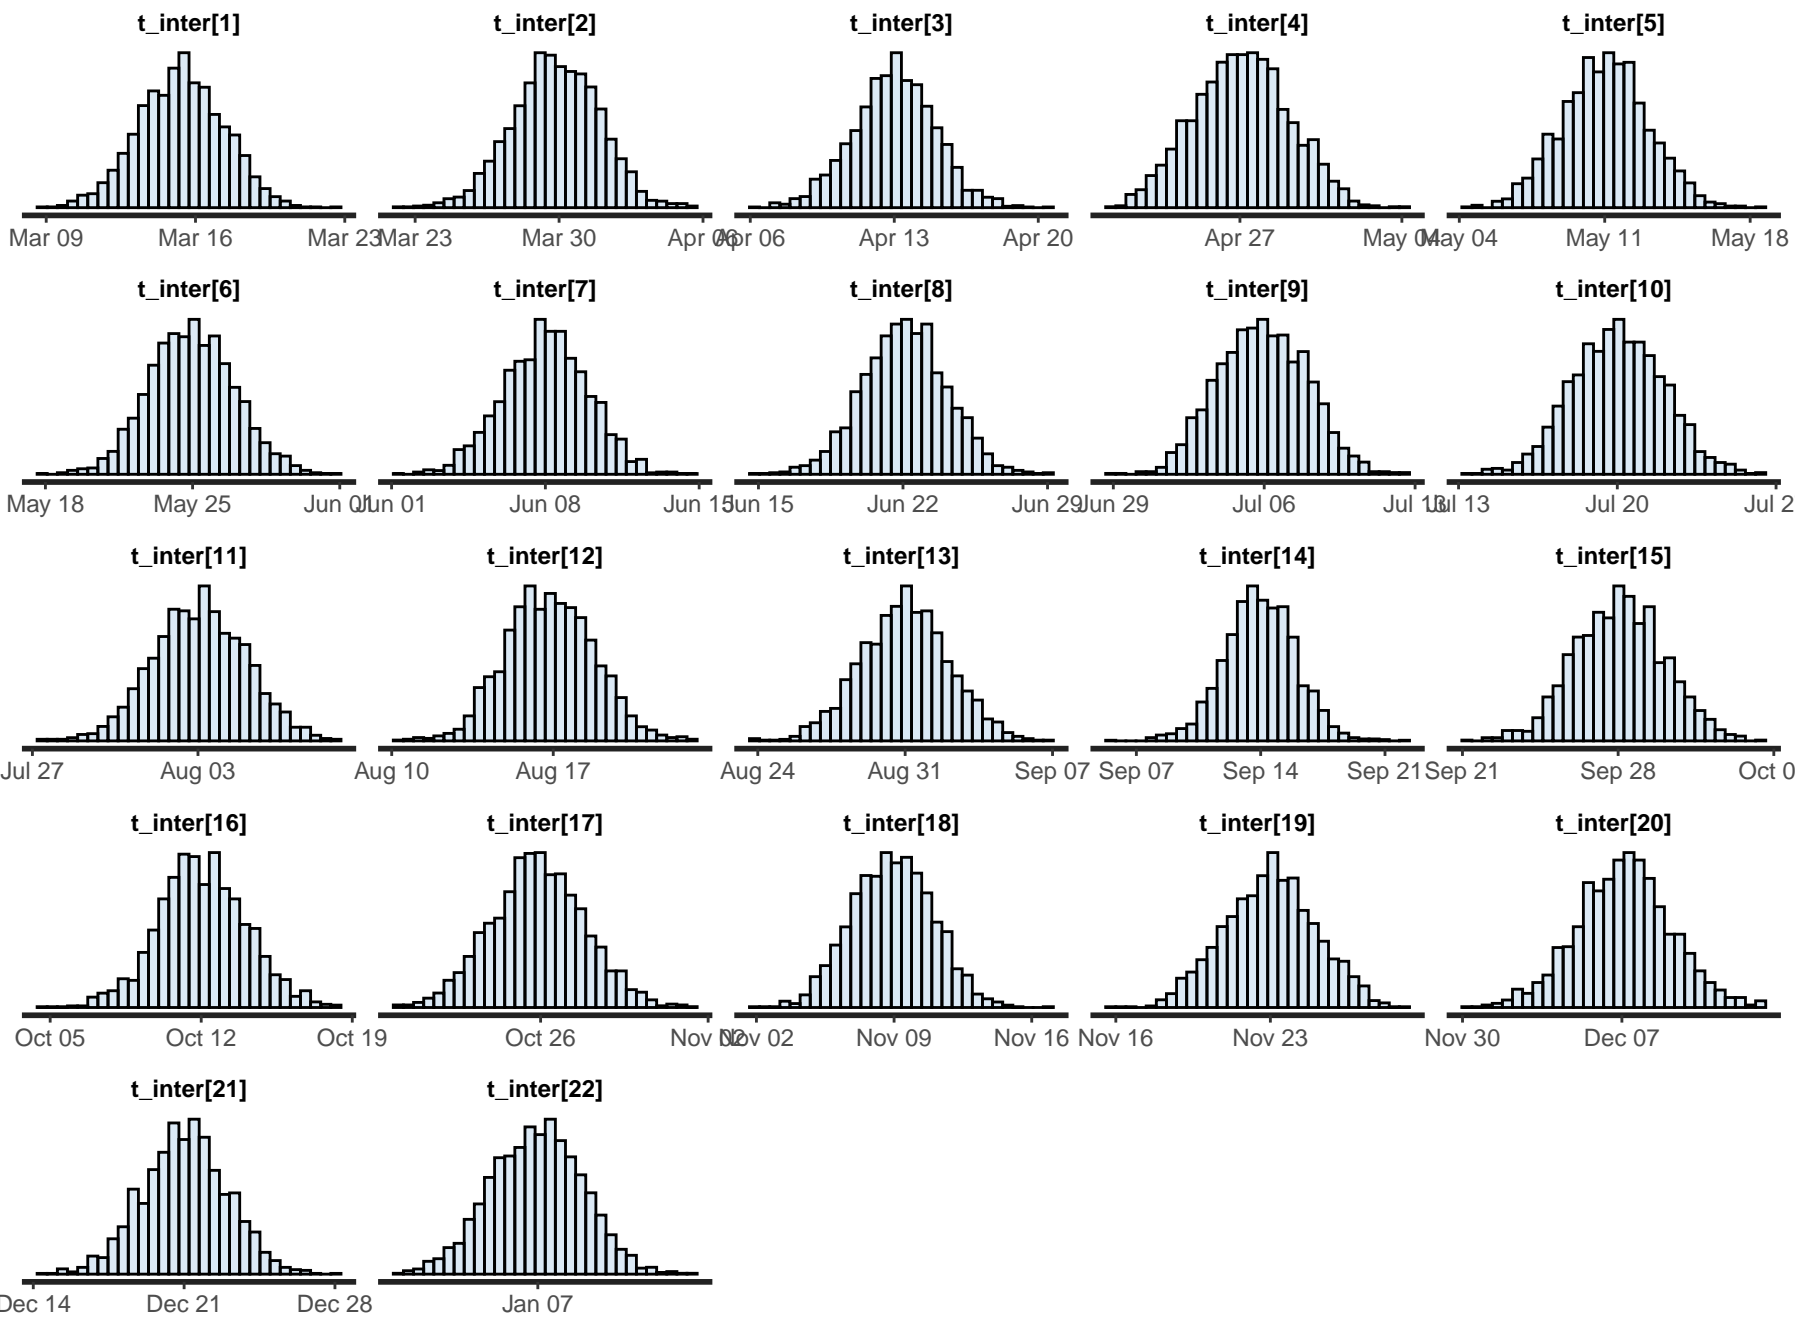 t_inter[1] t_inter[2] t_inter[3] t_inter[4] t_inter[5]
Mar 09 Mar 16 Mar 23 Mar 23 Mar 30 Apr 06 Apr 06 Apr 13 Apr 20 Apr 27 May 04 May 04 May 11 May 18
t_inter[6] t_inter[7] t_inter[8] t_inter[9] t_inter[10]
May 18 May 25 Jun 01 Jun 01 Jun 08 Jun 15 Jun 15 Jun 22 Jun 29 Jun 29 Jul 06 Jul 13 Jul 13 Jul 20 Jul 2
t_inter[11] t_inter[12] t_inter[13] t_inter[14] t_inter[15]
Jul 27 Aug 03 Aug 10 Aug 17 Aug 24 Aug 31 Sep 07 Sep 07 Sep 14 Sep 21 Sep 21 Sep 28 Oct 0
t_inter[16] t_inter[17] t_inter[18] t_inter[19] t_inter[20]
Oct 05 Oct 12 Oct 19 Oct 26 Nov 02 Nov 02 Nov 09 Nov 16 Nov 16 Nov 23 Nov 30 Dec 07
t_inter[21] t_inter[22]
Dec 14 Dec 21 Dec 28 Jan 07